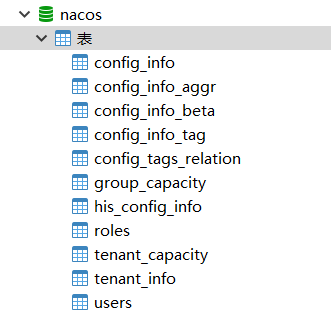 nacos
表
config_info
config_info_aggr
config_info_beta
config_info_tag
config_tags_relation
group_capacity
his_config_info
roles
tenant_capacity
tenant_info
users